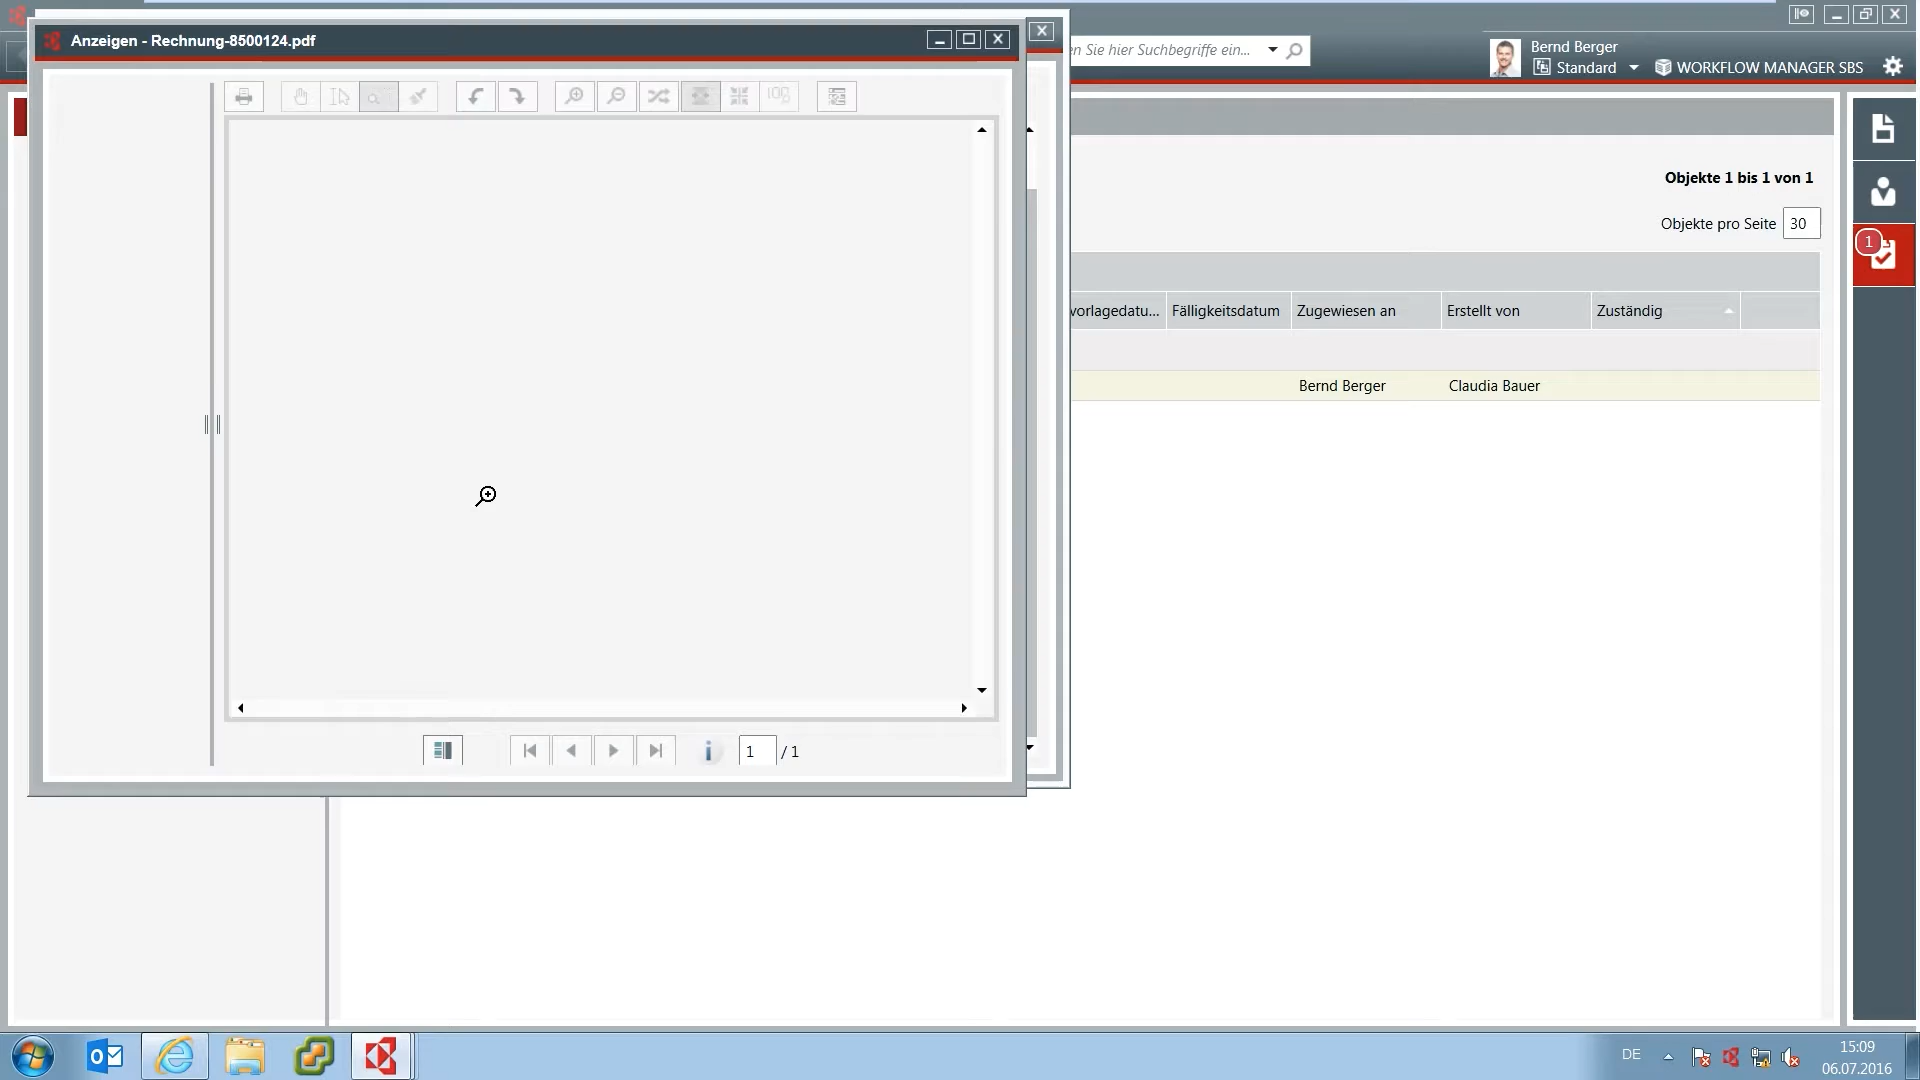 Anzeigen - Rechnung-8500124.pdf
en Sie hier Suchbegriffe ein...
Bernd Berger
Standard
WORKFLOW MANAGER SBS
100
Objekte 1 bis 1 von 1
Objekte pro Seite 30
1
vorlagedatu... Fälligkeitsdatum Zugewiesen an Erstellt von Zuständig
Bernd Berger Claudia Bauer
1 / 1
DE
15:09
06.07.2016